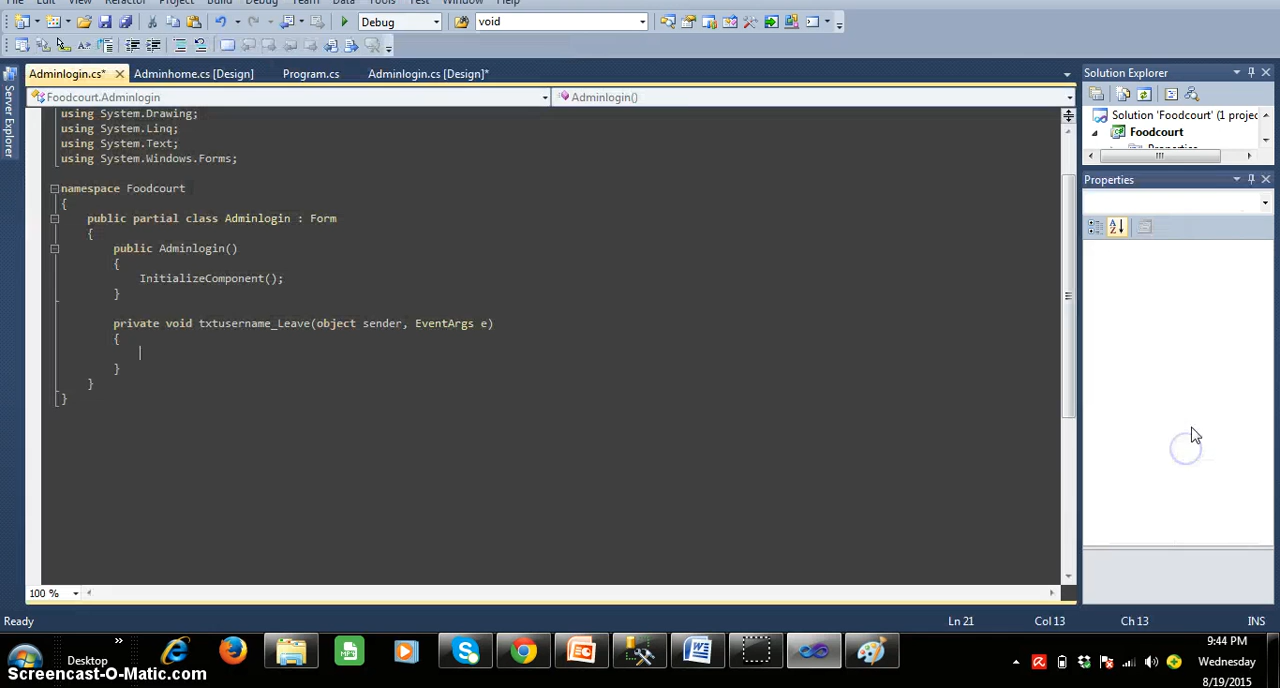 File Edit View Refactor Project Build Debug Team Data Tools Test Window Help
Debug void
Adminlogin.cs* Adminhome.cs [Design] Program.cs Adminlogin.cs [Design]*
Foodcourt.Adminlogin Adminlogin()
using System.Drawing;
using System.Linq;
using System.Text;
using System.Windows.Forms;
namespace Foodcourt
{
public partial class Adminlogin : Form
{
public Adminlogin()
{
InitializeComponent();
}
private void txtusername_Leave(object sender, EventArgs e)
{
}
}
}
100 %
Server Explorer
Solution Explorer
Solution 'Foodcourt' (1 projec
Foodcourt
Properties
Properties
Ready Ln 21 Col 13 Ch 13 INS
Desktop
9:44 PM
Wednesday
8/19/2015
Screencast-O-Matic.com